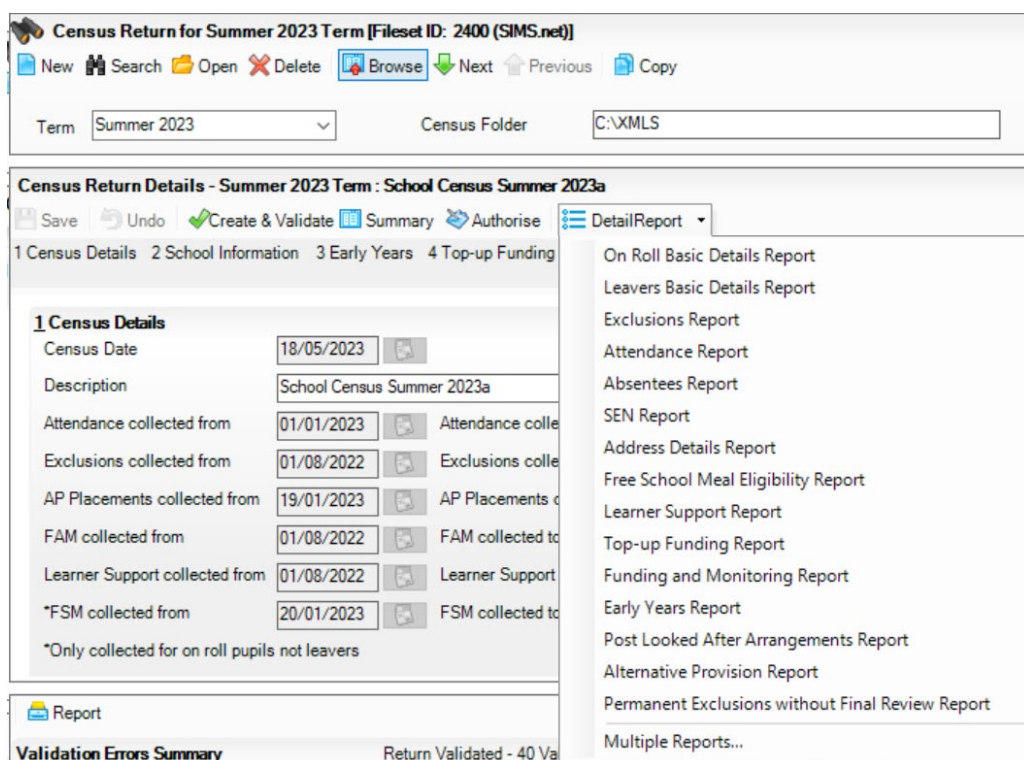 Census Return for Summer 2023 Term [Fileset ID: 2400 (SIMS.net)]
New Search Open Delete Browse Next Previous Copy
Term Summer 2023 Census Folder C:\XMLS
Census Return Details - Summer 2023 Term : School Census Summer 2023a
Save Undo Create & Validate Summary Authorise DetailReport
1 Census Details 2 School Information 3 Early Years 4 Top-up Funding
1 Census Details
Census Date 18/05/2023
Description School Census Summer 2023a
Attendance collected from 01/01/2023 Attendance colle
Exclusions collected from 01/08/2022 Exclusions colle
AP Placements collected from 19/01/2023 AP Placements c
FAM collected from 01/08/2022 FAM collected to
Learner Support collected from 01/08/2022 Learner Support
*FSM collected from 20/01/2023 FSM collected to
*Only collected for on roll pupils not leavers
On Roll Basic Details Report
Leavers Basic Details Report
Exclusions Report
Attendance Report
Absentees Report
SEN Report
Address Details Report
Free School Meal Eligibility Report
Learner Support Report
Top-up Funding Report
Funding and Monitoring Report
Early Years Report
Post Looked After Arrangements Report
Alternative Provision Report
Permanent Exclusions without Final Review Report
Multiple Reports...
Report
Validation Errors Summary Return Validated - 40 Va